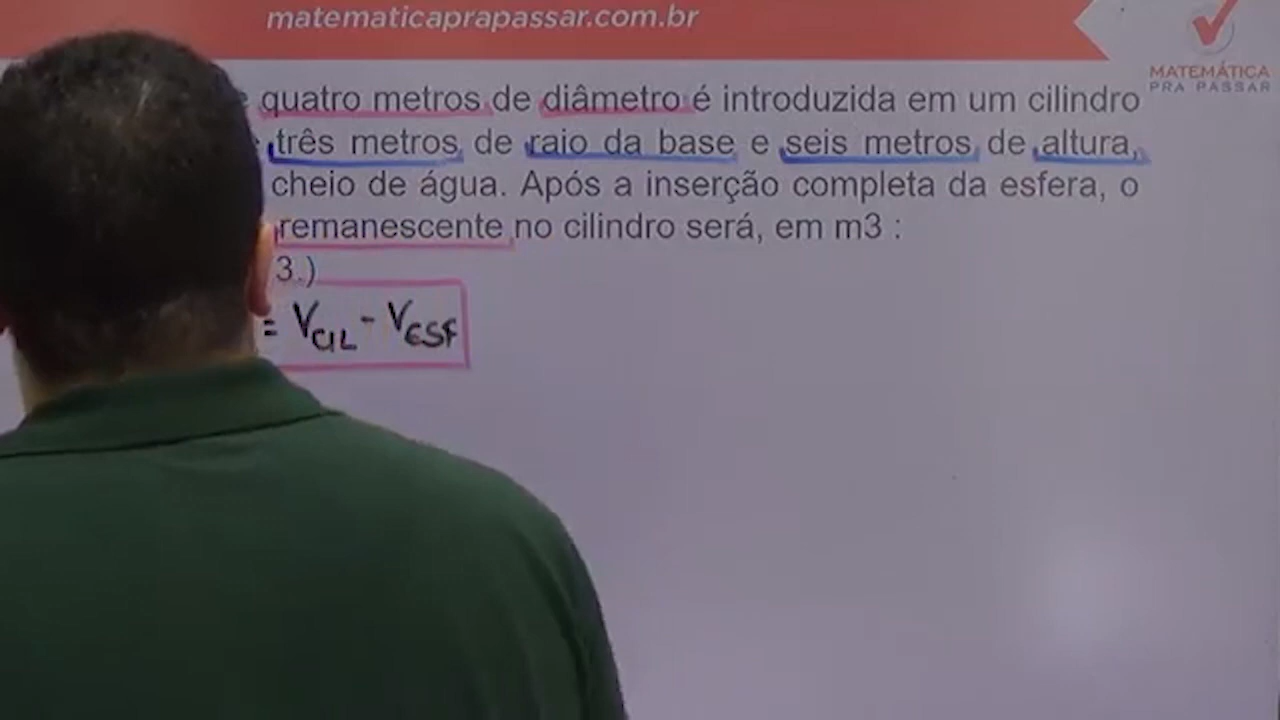 matematicaprapassar.com.br
MATEMÁTICA
PRA PASSAR
quatro metros de diâmetro é introduzida em um cilindro
três metros de raio da base e seis metros de altura,
cheio de água. Após a inserção completa da esfera, o
remanescente no cilindro será, em m3 :
3.)
= VCIL - VESF